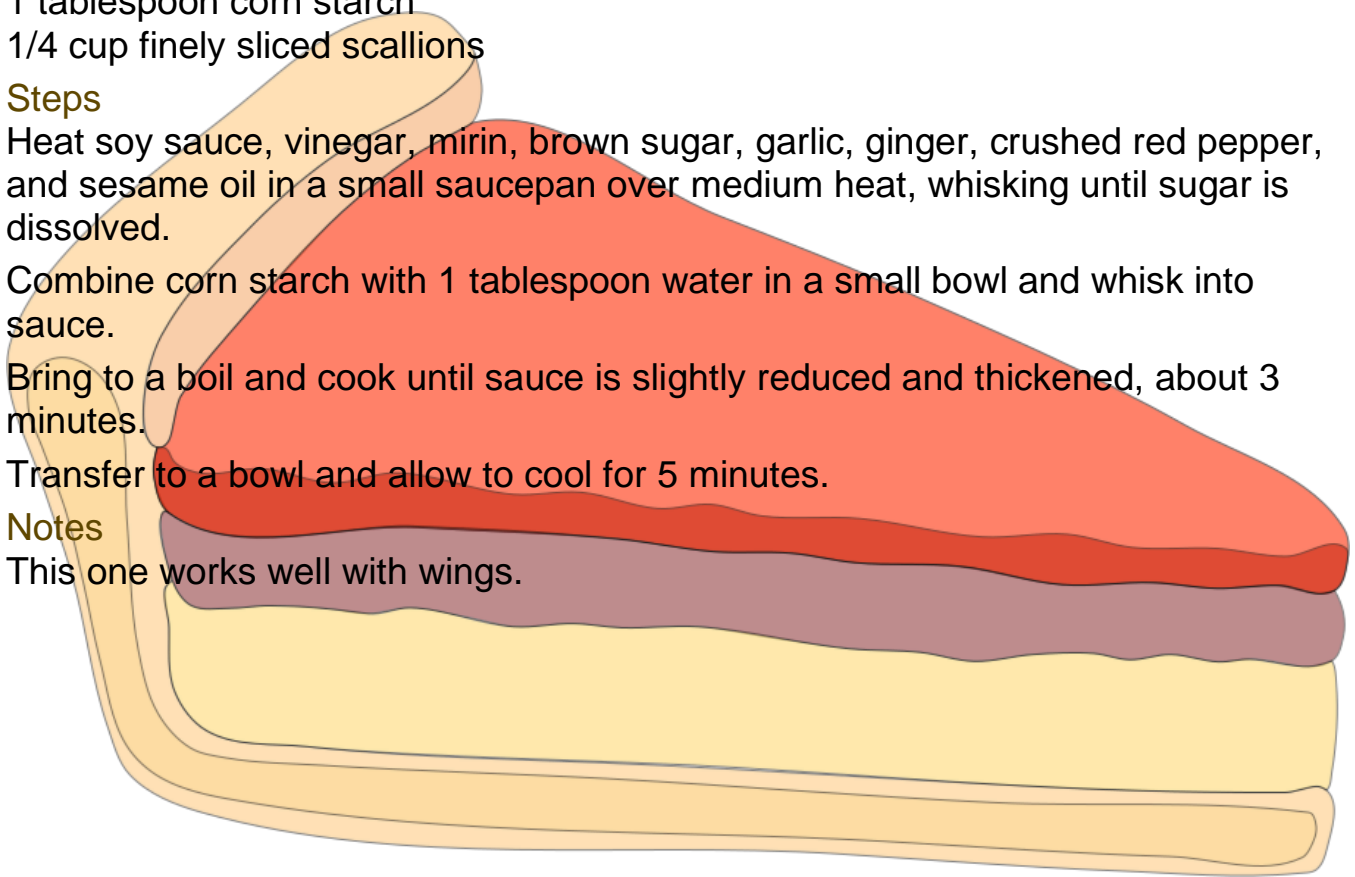 1 tablespoon corn starch
1/4 cup finely sliced scallions
Steps
Heat soy sauce, vinegar, mirin, brown sugar, garlic, ginger, crushed red pepper,
and sesame oil in a small saucepan over medium heat, whisking until sugar is
dissolved.
Combine corn starch with 1 tablespoon water in a small bowl and whisk into
sauce.
Bring to a boil and cook until sauce is slightly reduced and thickened, about 3
minutes.
Transfer to a bowl and allow to cool for 5 minutes.
Notes
This one works well with wings.